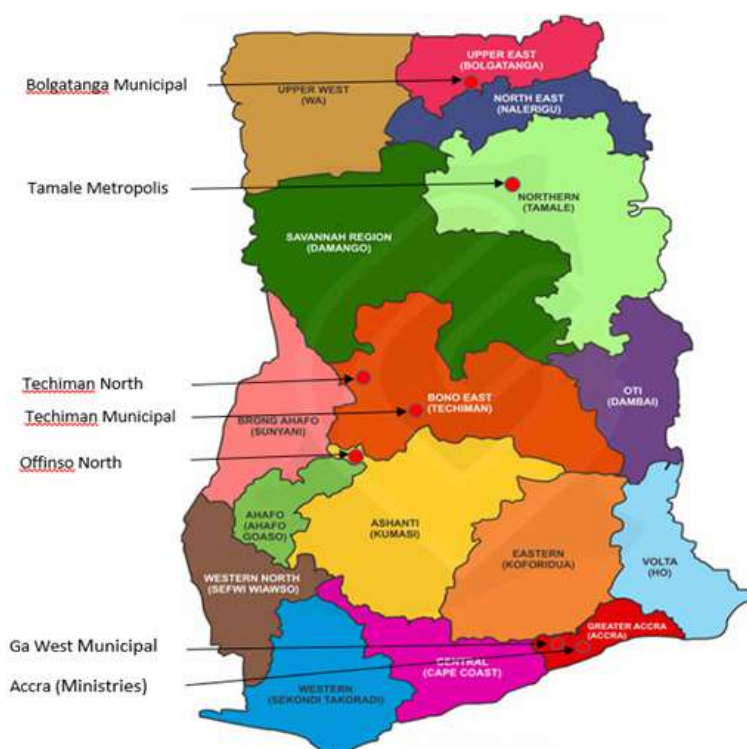 UPPER EAST
(BOLGATANGA)
Bolgatanga Municipal
UPPER WEST
(WA)
NORTH EAST
(NALERIGU)
Tamale Metropolis
NORTHERN
(TAMALE)
SAVANNAH REGION
(DAMANGO)
Techiman North
Techiman Municipal
BONO EAST
(TECHIMAN)
OTI
(DAMBAI)
BRONG AHAFO
(SUNYANI)
Offinso North
AHAFO
(AHAFO
GOASO)
ASHANTI
(KUMASI)
EASTERN
(KOFORIDUA)
VOLTA
(HO)
WESTERN NORTH
(SEFWI WIAWSO)
GREATER ACCRA
(ACCRA)
Ga West Municipal
CENTRAL
(CAPE COAST)
Accra (Ministries)
WESTERN
(SEKONDI TAKORADI)